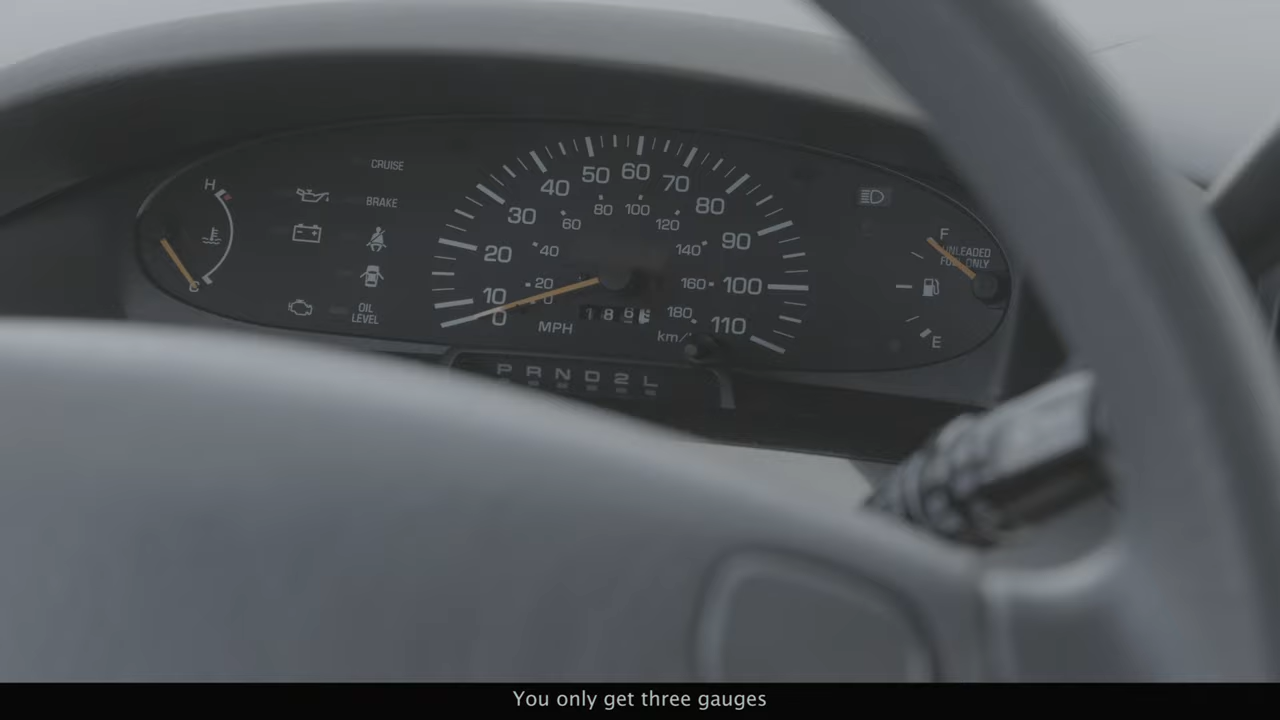 CRUISE
BRAKE
OIL
LEVEL
H
C
0
10
20
30
40
50
60
70
80
90
100
110
MPH
20
40
60
80
100
120
140
160
180
km/
F
UNLEADED
FUEL ONLY
E
P R N D 2 L
You only get three gauges